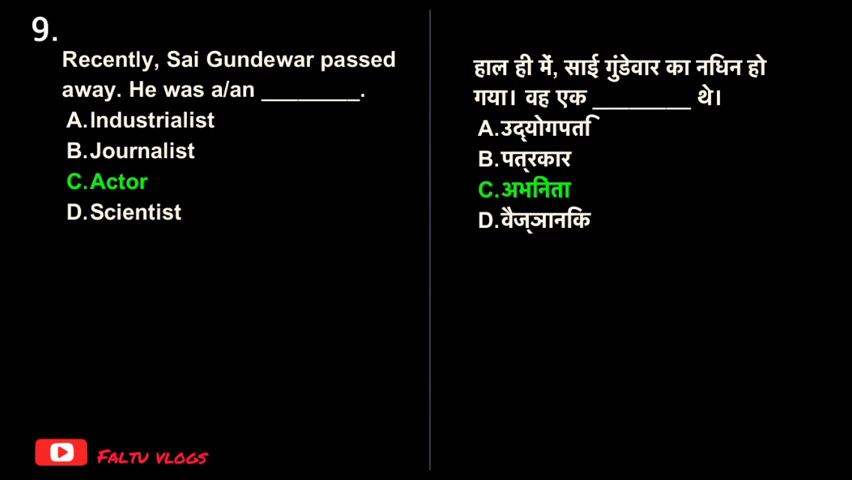 9.
Recently, Sai Gundewar passed
away. He was a/an ________.
A.Industrialist
B.Journalist
C.Actor
D.Scientist
हाल ही में, साई गुंडेवार का नधिन हो
गया। वह एक ________ थे।
A.उद्योगपतिि
B.पत्रकार
C.अभनिता
D.वैज्ञानकि
FALTU VLOGS